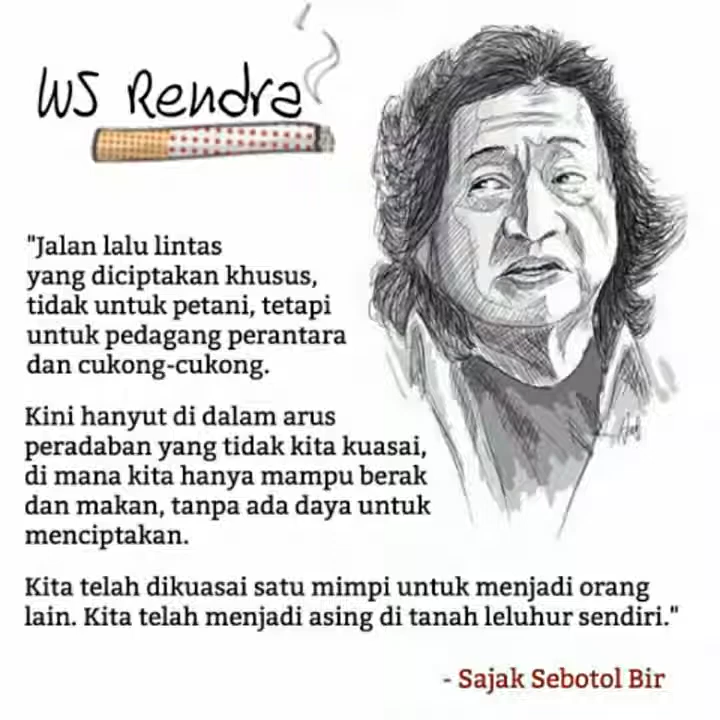 WS Rendra
"Jalan lalu lintas
yang diciptakan khusus,
tidak untuk petani, tetapi
untuk pedagang perantara
dan cukong-cukong.
Kini hanyut di dalam arus
peradaban yang tidak kita kuasai,
di mana kita hanya mampu berak
dan makan, tanpa ada daya untuk
menciptakan.
Kita telah dikuasai satu mimpi untuk menjadi orang
lain. Kita telah menjadi asing di tanah leluhur sendiri."
- Sajak Sebotol Bir